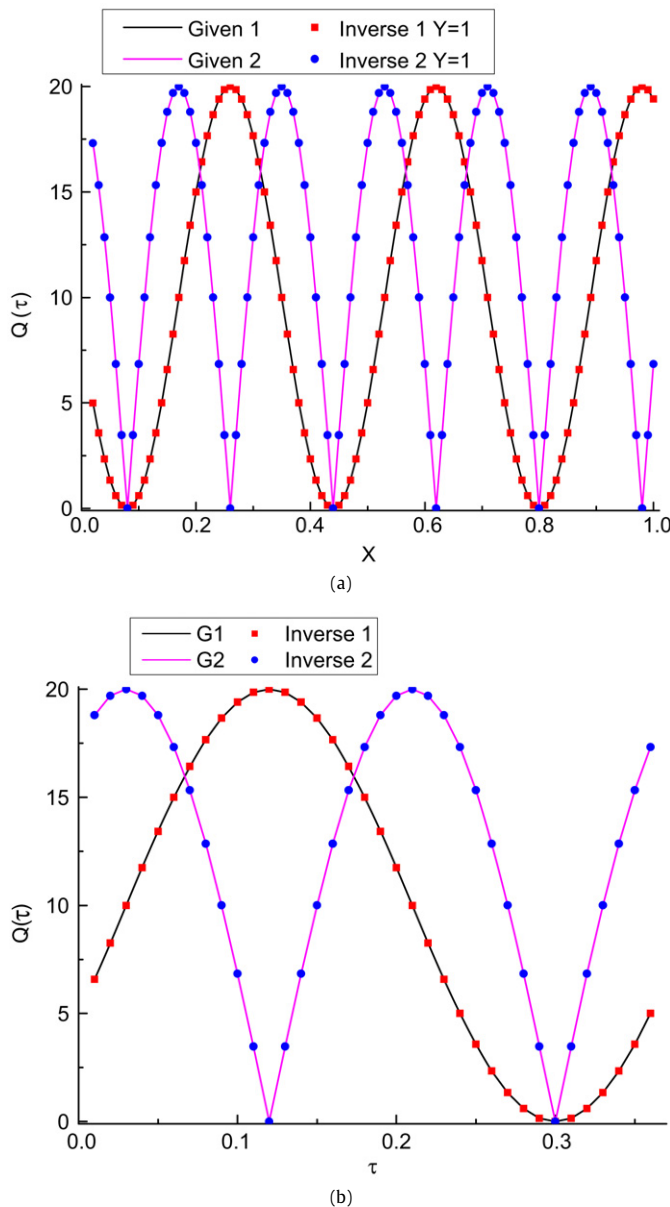 Given 1 Inverse 1 Y=1
Given 2 Inverse 2 Y=1
20
15
10
5
0
Q (τ)
0.0 0.2 0.4 0.6 0.8 1.0
X
(a)
G1 Inverse 1
G2 Inverse 2
20
15
10
5
0
Q(τ)
0.0 0.1 0.2 0.3
τ
(b)